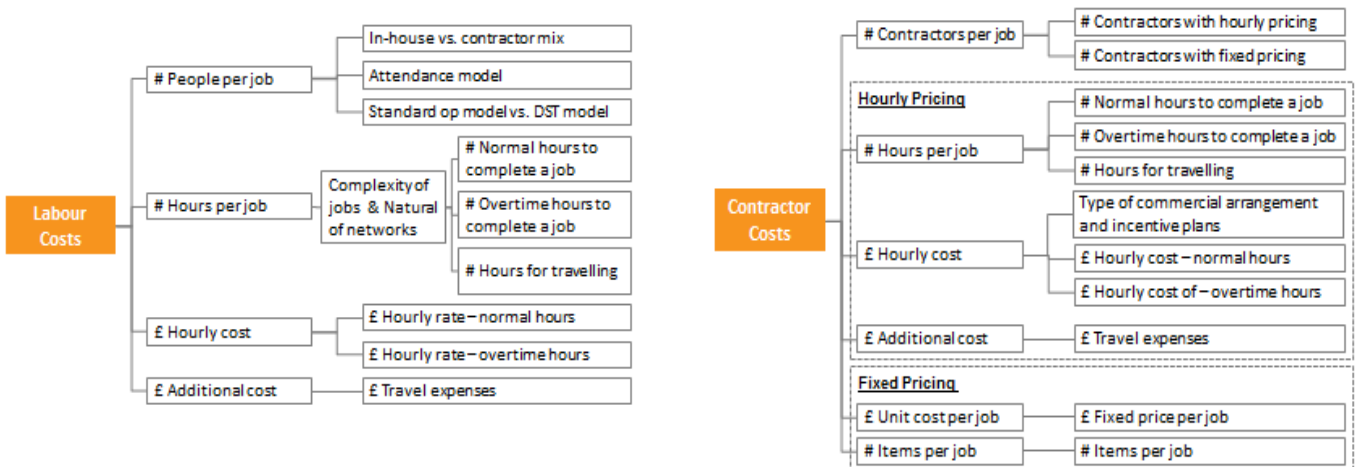 Labour
Costs
# People per job
In-house vs. contractor mix
Attendance model
Standard op model vs. DST model
# Hours per job
Complexity of
jobs & Natural
of networks
# Normal hours to
complete a job
# Overtime hours to
complete a job
# Hours for travelling
£ Hourly cost
£ Hourly rate – normal hours
£ Hourly rate – overtime hours
£ Additional cost
£ Travel expenses
Contractor
Costs
# Contractors per job
# Contractors with hourly pricing
# Contractors with fixed pricing
Hourly Pricing
# Hours per job
# Normal hours to complete a job
# Overtime hours to complete a job
# Hours for travelling
£ Hourly cost
Type of commercial arrangement
and incentive plans
£ Hourly cost – normal hours
£ Hourly cost of – overtime hours
£ Additional cost
£ Travel expenses
Fixed Pricing
£ Unit cost per job
£ Fixed price per job
# Items per job
# Items per job